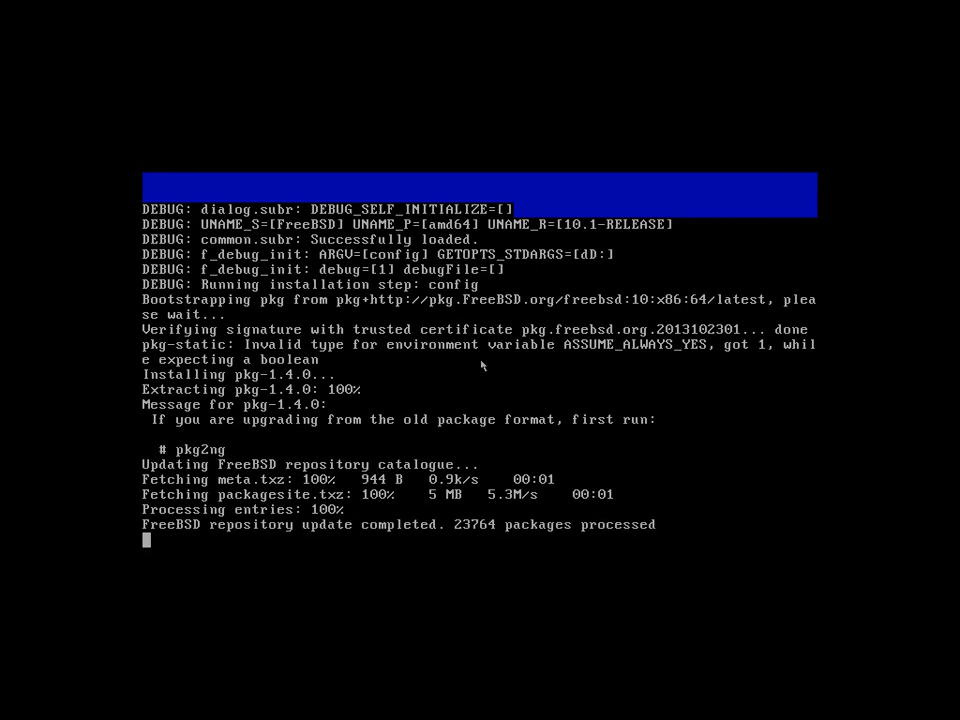 DEBUG: dialog.subr: DEBUG_SELF_INITIALIZE=[]
DEBUG: UNAME_S=[FreeBSD] UNAME_P=[amd64] UNAME_R=[10.1-RELEASE]
DEBUG: common.subr: Successfully loaded.
DEBUG: f_debug_init: ARGV=[config] GETOPTS_STDARGS=[dD:]
DEBUG: f_debug_init: debug=[1] debugFile=[]
DEBUG: Running installation step: config
Bootstrapping pkg from pkg+http://pkg.FreeBSD.org/freebsd:10:x86:64/latest, plea
se wait...
Verifying signature with trusted certificate pkg.freebsd.org.2013102301... done
pkg-static: Invalid type for environment variable ASSUME_ALWAYS_YES, got 1, whil
e expecting a boolean
Installing pkg-1.4.0...
Extracting pkg-1.4.0: 100%
Message for pkg-1.4.0:
 If you are upgrading from the old package format, first run:
  # pkg2ng
Updating FreeBSD repository catalogue...
Fetching meta.txz: 100%   944 B   0.9k/s    00:01
Fetching packagesite.txz: 100%    5 MB   5.3M/s    00:01
Processing entries: 100%
FreeBSD repository update completed. 23764 packages processed